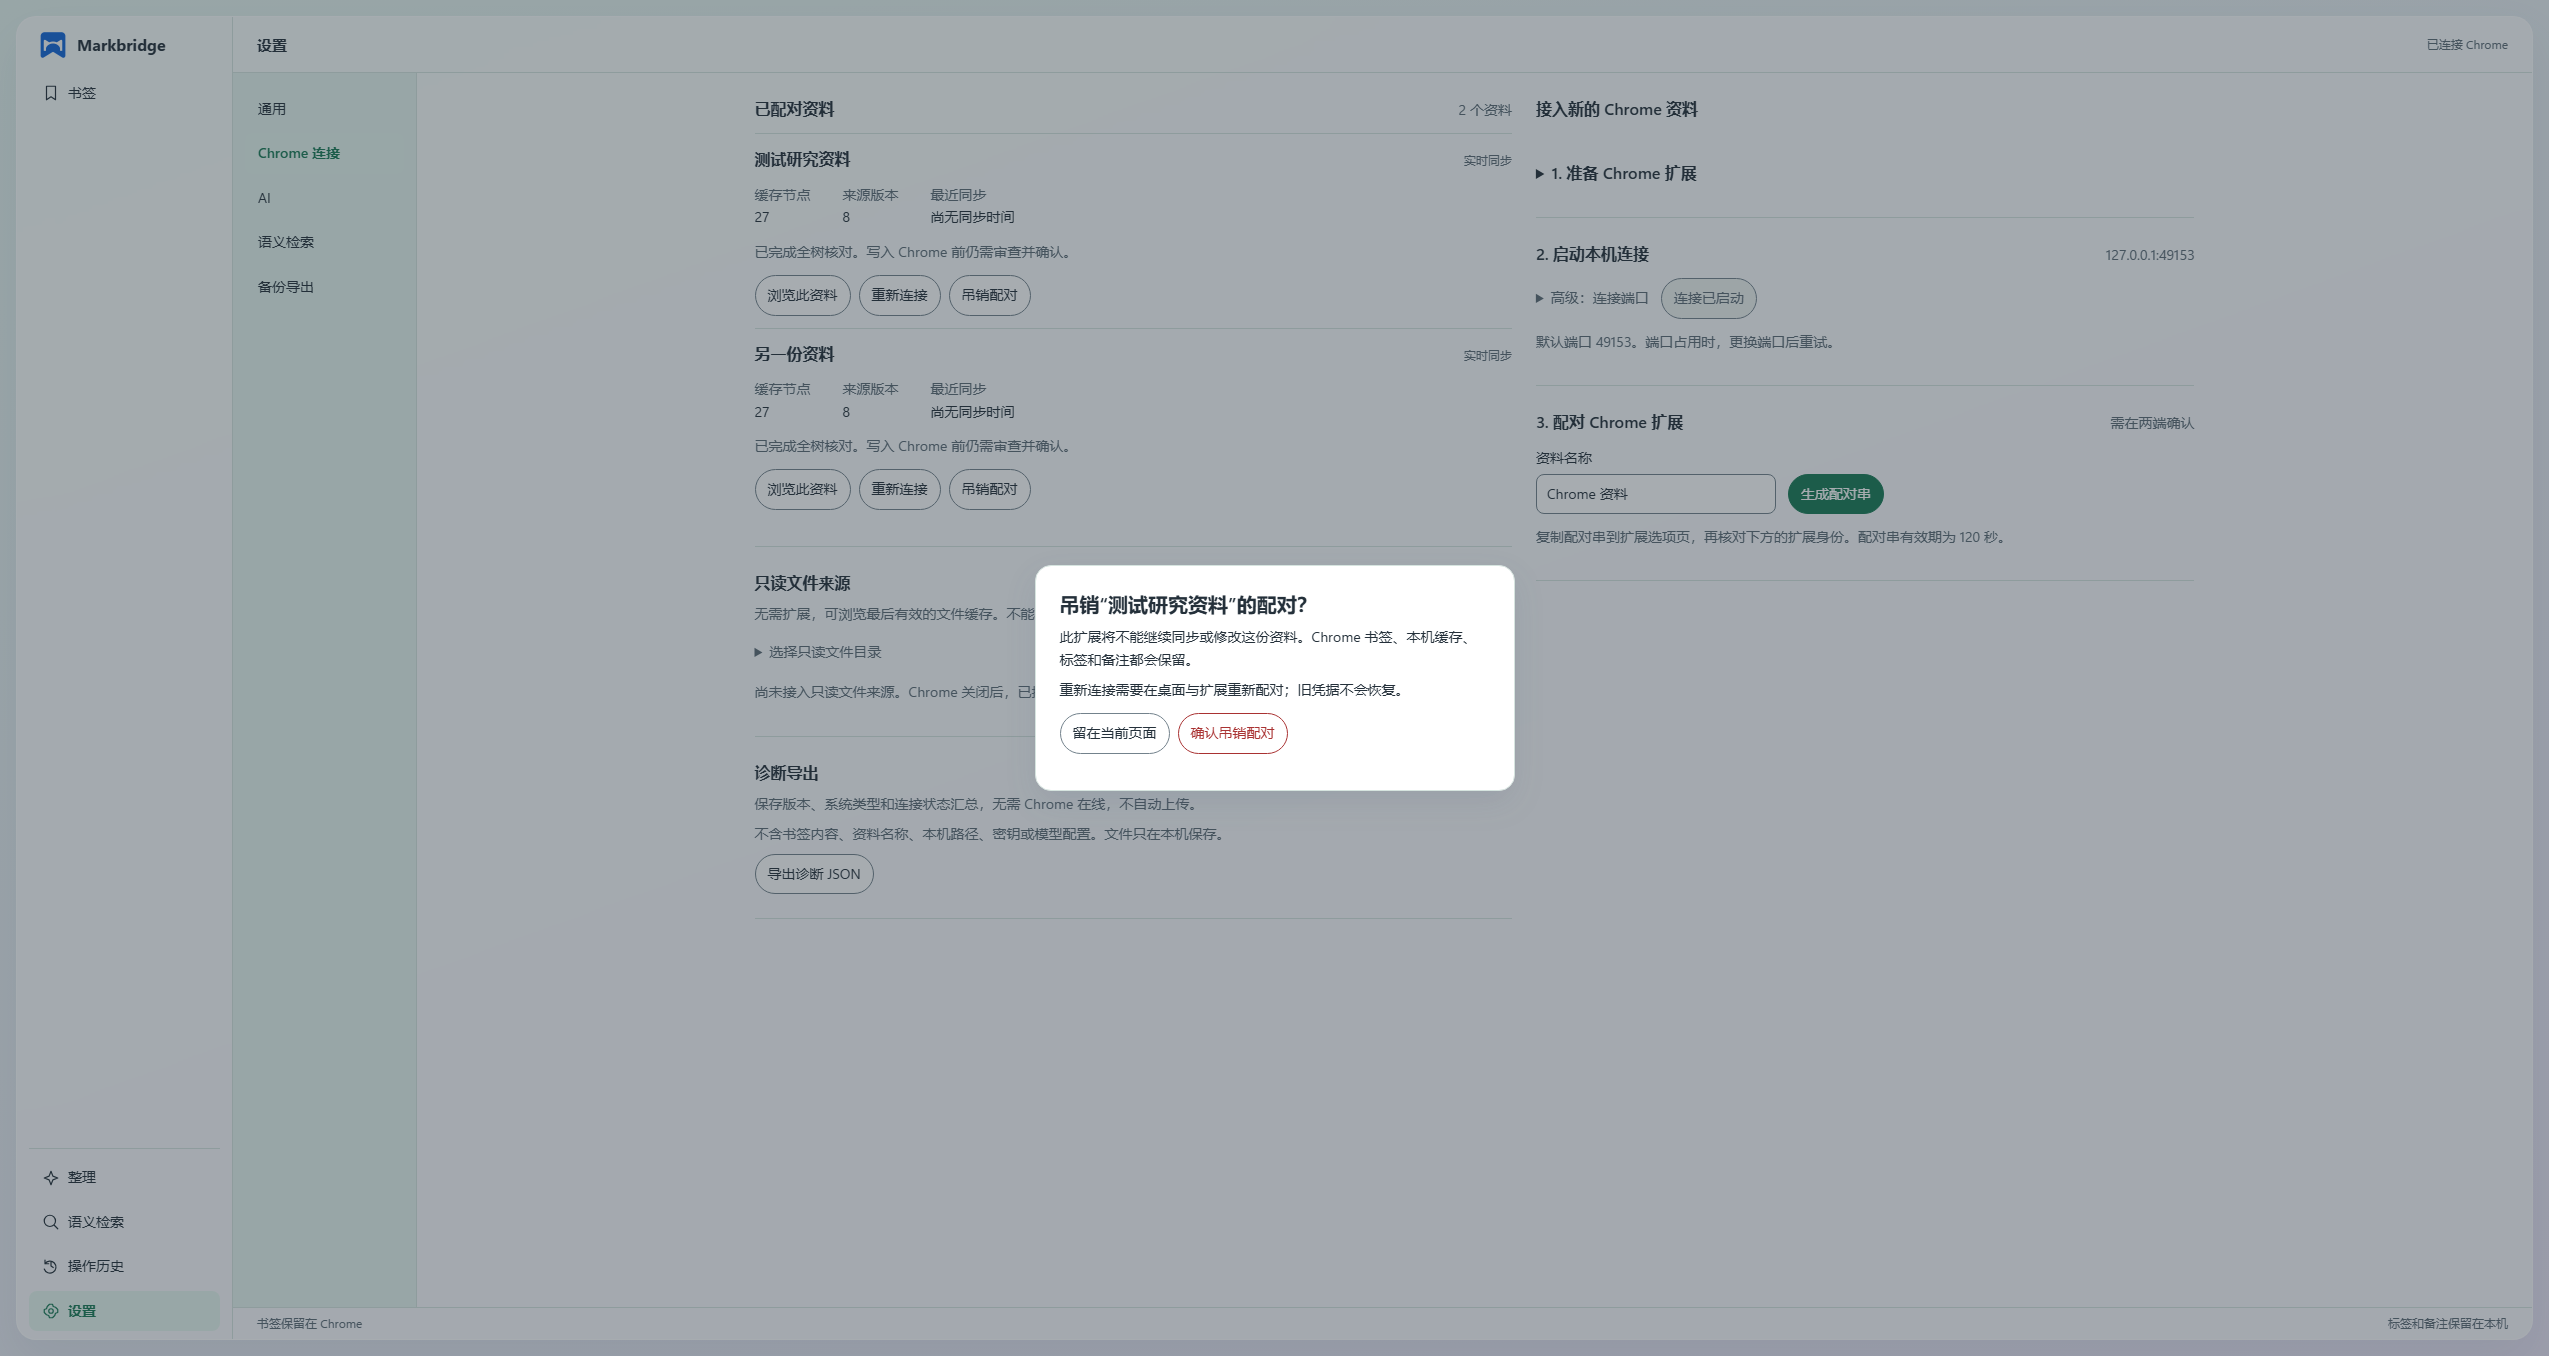 Markbridge
书签
整理
语义检索
操作历史
设置
设置
已连接 Chrome
通用
Chrome 连接
AI
语义检索
备份导出
已配对资料
2 个资料
测试研究资料
实时同步
缓存节点 来源版本 最近同步
27 8 尚无同步时间
已完成全树核对。写入 Chrome 前仍需审查并确认。
浏览此资料 重新连接 吊销配对
另一份资料
实时同步
缓存节点 来源版本 最近同步
27 8 尚无同步时间
已完成全树核对。写入 Chrome 前仍需审查并确认。
浏览此资料 重新连接 吊销配对
只读文件来源
无需扩展，可浏览最后有效的文件缓存。不能
选择只读文件目录
尚未接入只读文件来源。Chrome 关闭后，已
诊断导出
保存版本、系统类型和连接状态汇总，无需 Chrome 在线，不自动上传。
不含书签内容、资料名称、本机路径、密钥或模型配置。文件只在本机保存。
导出诊断 JSON
接入新的 Chrome 资料
1. 准备 Chrome 扩展
2. 启动本机连接
127.0.0.1:49153
高级：连接端口 连接已启动
默认端口 49153。端口占用时，更换端口后重试。
3. 配对 Chrome 扩展
需在两端确认
资料名称
Chrome 资料 生成配对串
复制配对串到扩展选项页，再核对下方的扩展身份。配对串有效期为 120 秒。
吊销“测试研究资料”的配对？
此扩展将不能继续同步或修改这份资料。Chrome 书签、本机缓存、
标签和备注都会保留。
重新连接需要在桌面与扩展重新配对；旧凭据不会恢复。
留在当前页面 确认吊销配对
书签保留在 Chrome
标签和备注保留在本机